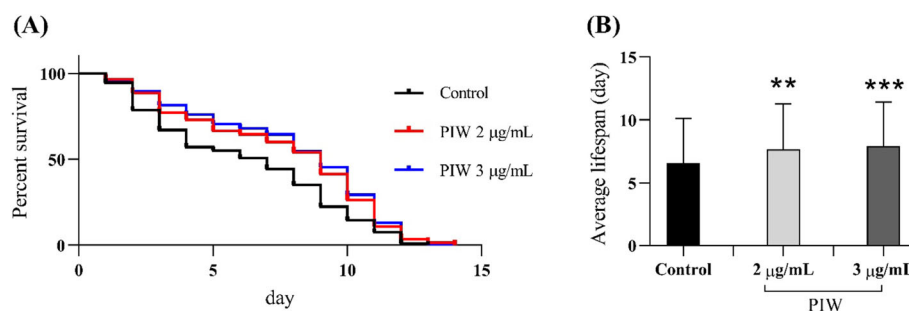 (A)
Percent survival
100
50
0
0
5
10
15
day
Control
PIW 2 μg/mL
PIW 3 μg/mL
(B)
Average lifespan (day)
15
10
5
0
**
***
Control
2 μg/mL
3 μg/mL
PIW